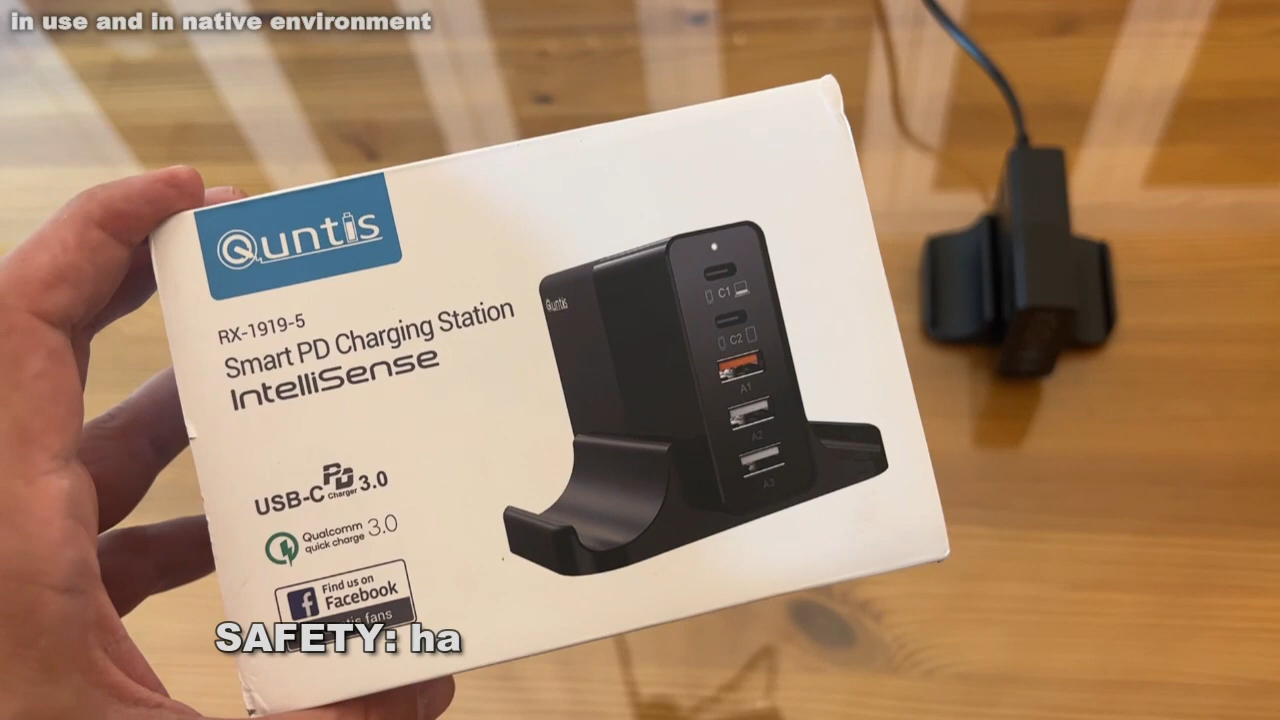 in use and in native environment
Quntis
RX-1919-5
Smart PD Charging Station
IntelliSense
USB-C PD Charger 3.0
Qualcomm
quick charge 3.0
Find us on
Facebook
fans
SAFETY: ha
Quntis
C1
C2
A1
A2
A3